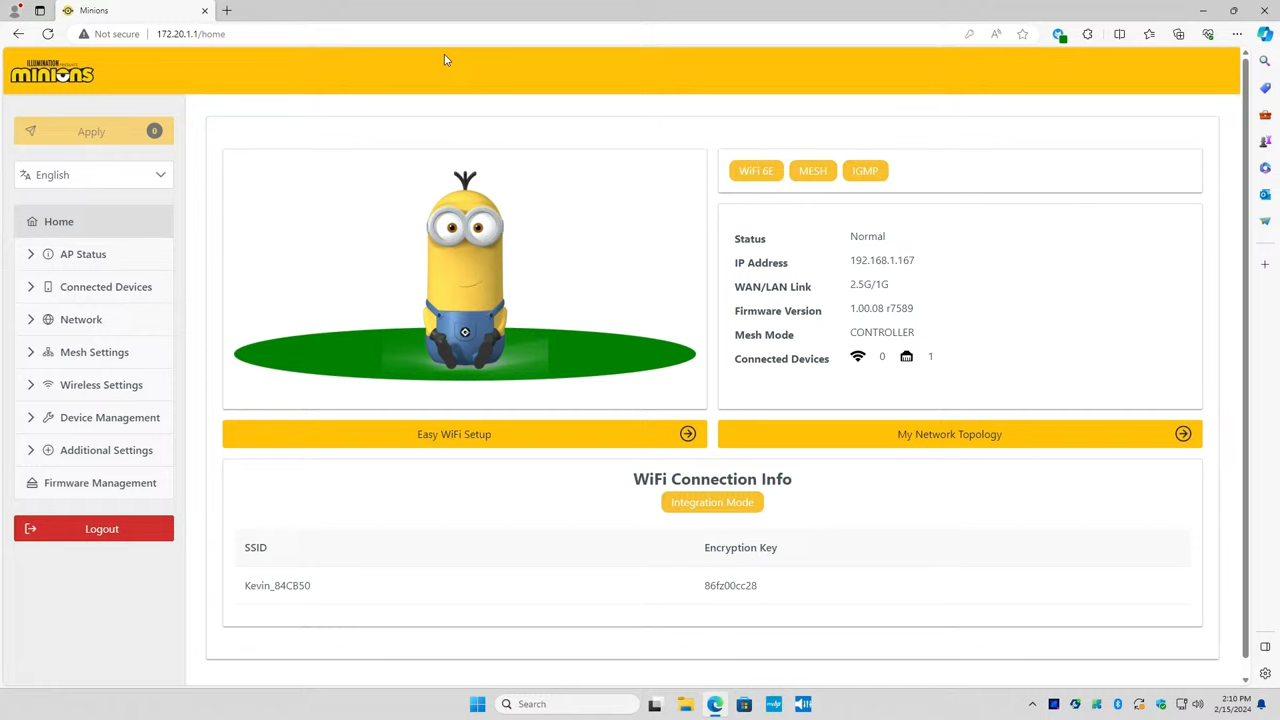 Minions
Not secure 172.20.1.1/home
ILLUMINATION PRESENTS
minions
Apply 0
English
Home
AP Status
Connected Devices
Network
Mesh Settings
Wireless Settings
Device Management
Additional Settings
Firmware Management
Logout
WiFi 6E MESH IGMP
Status Normal
IP Address 192.168.1.167
WAN/LAN Link 2.5G/1G
Firmware Version 1.00.08 r7589
Mesh Mode CONTROLLER
Connected Devices 0 1
Easy WiFi Setup
My Network Topology
WiFi Connection Info
Integration Mode
SSID Encryption Key
Kevin_84CB50 86fz00cc28
Search
2:10 PM
2/15/2024